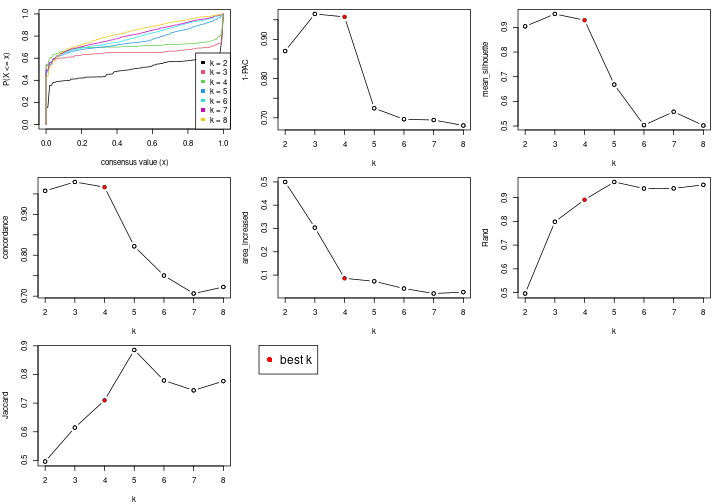 P(X <= x)
0.0 0.2 0.4 0.6 0.8 1.0
k = 2
k = 3
k = 4
k = 5
k = 6
k = 7
k = 8
0.0 0.2 0.4 0.6 0.8 1.0
consensus value (x)
1-PAC
0.70 0.80 0.90
2 3 4 5 6 7 8
k
mean_silhouette
0.5 0.6 0.7 0.8 0.9
2 3 4 5 6 7 8
k
concordance
0.70 0.80 0.90
2 3 4 5 6 7 8
k
area_increased
0.1 0.2 0.3 0.4 0.5
2 3 4 5 6 7 8
k
Rand
0.5 0.6 0.7 0.8 0.9
2 3 4 5 6 7 8
k
Jaccard
0.5 0.6 0.7 0.8 0.9
2 3 4 5 6 7 8
k
best k